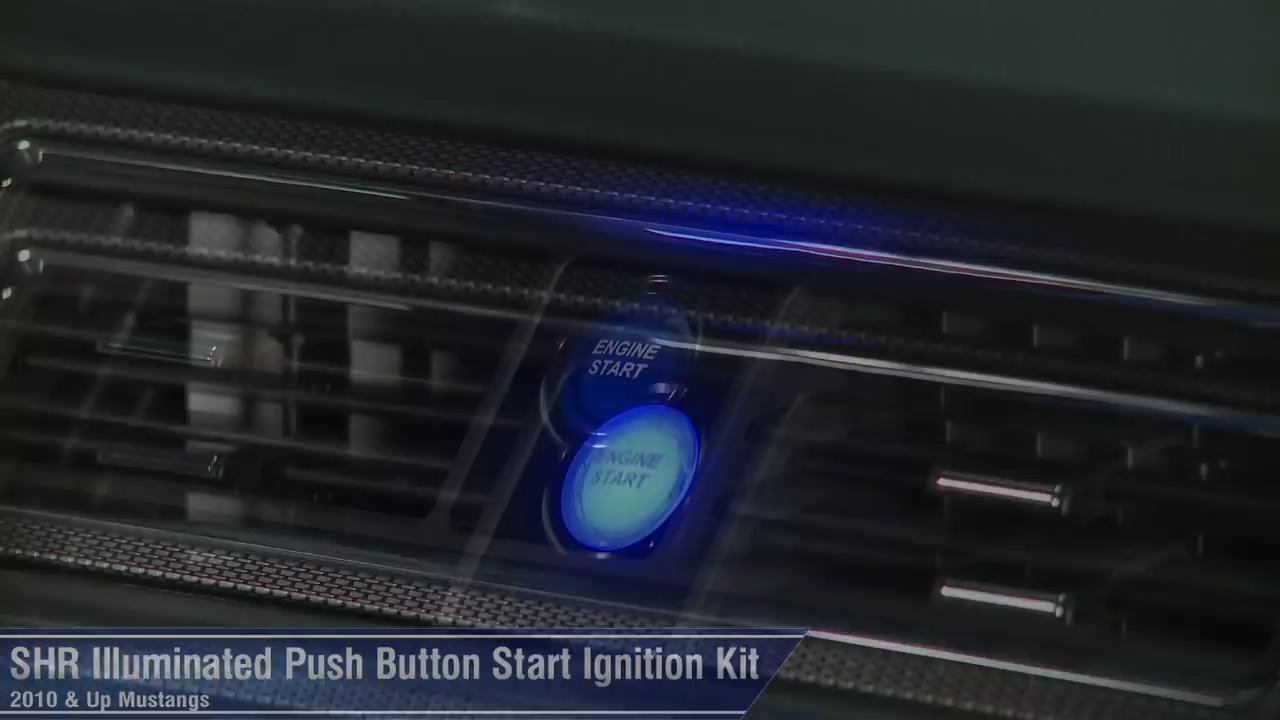 ENGINE
START
ENGINE
START
SHR Illuminated Push Button Start Ignition Kit
2010 & Up Mustangs